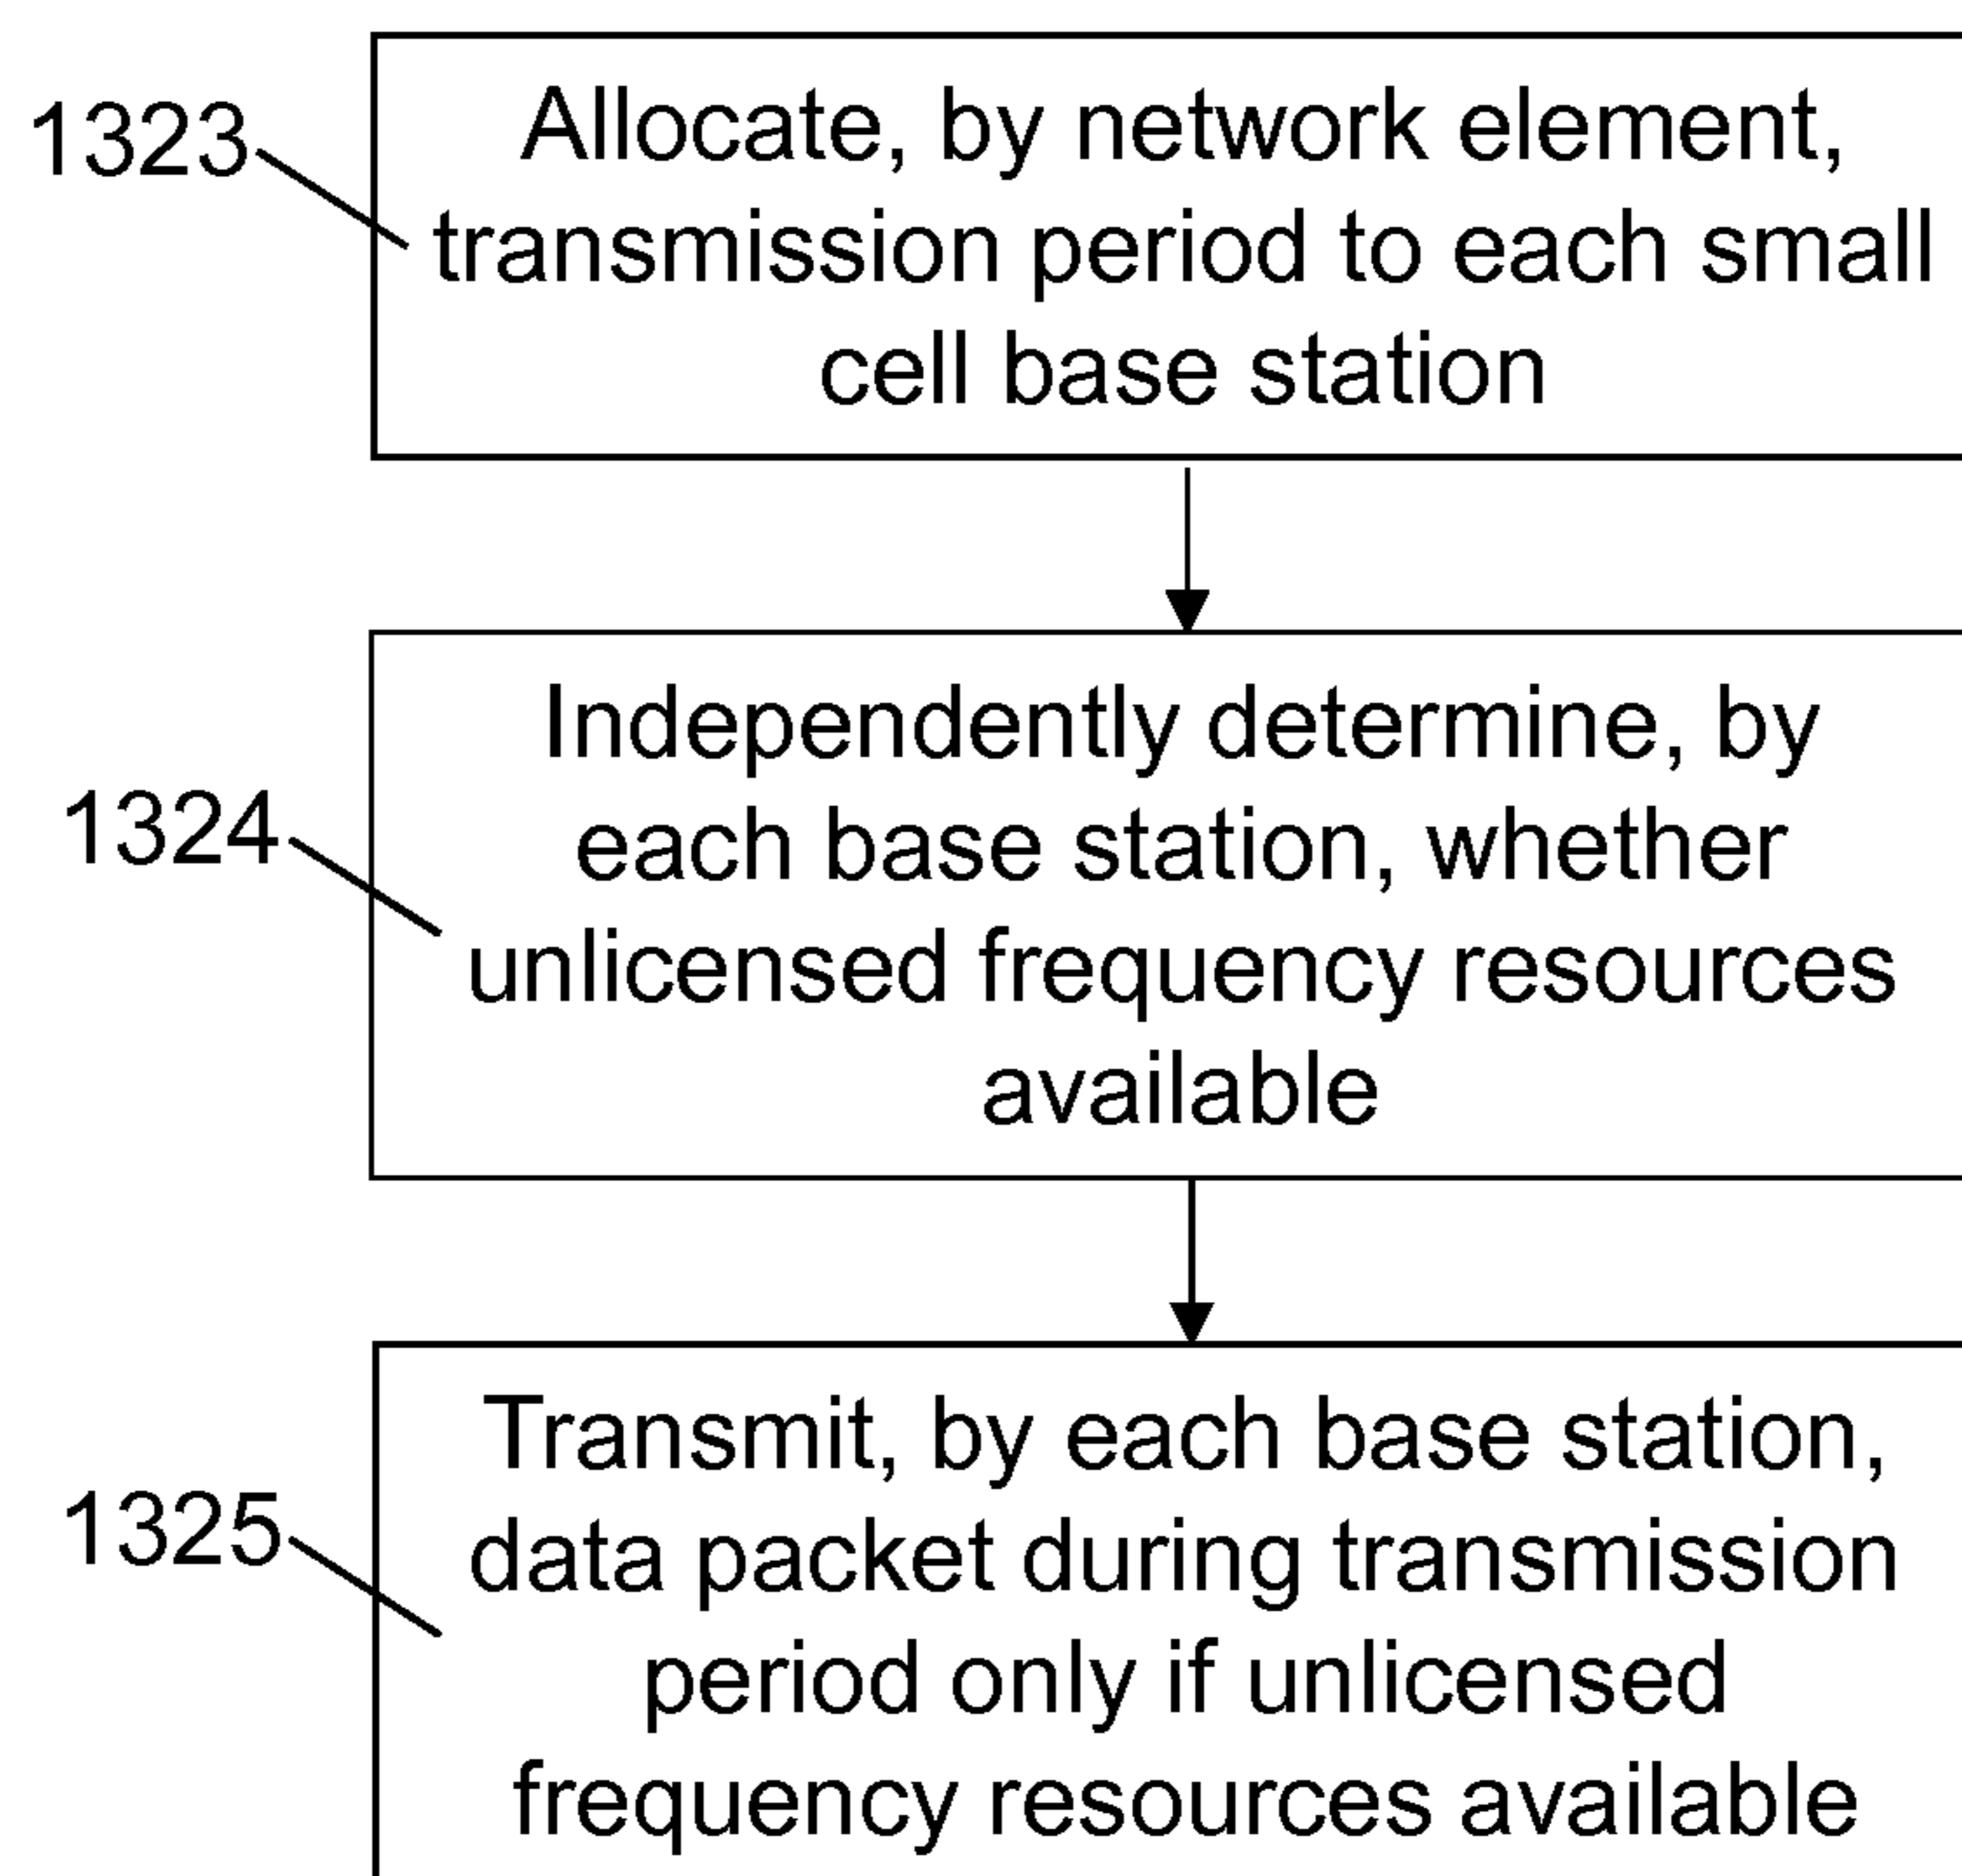 1323
Allocate, by network element,
transmission period to each small
cell base station
1324
Independently determine, by
each base station, whether
unlicensed frequency resources
available
1325
Transmit, by each base station,
data packet during transmission
period only if unlicensed
frequency resources available